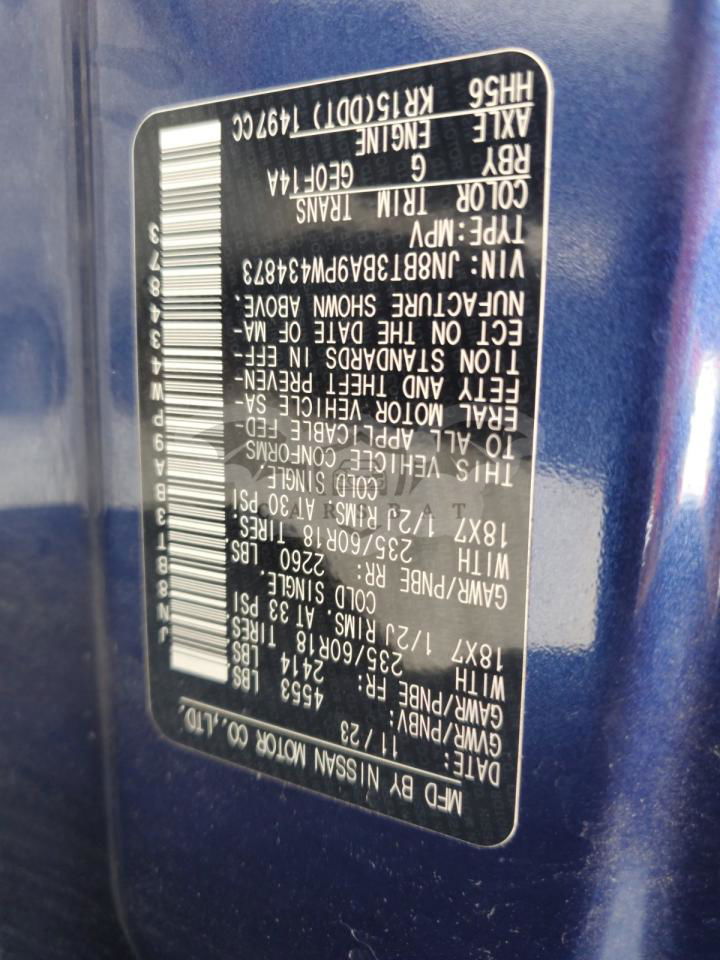 MFD BY NISSAN MOTOR CO.,LTD.
DATE: 11/23
GVWR/PNBV: 4553 LBS
GAWR/PNBE FR: 2414 LBS
WITH 235/60R18 TIRES,
18X7 1/2J RIMS. AT 33 PSI
COLD SINGLE.
GAWR/PNBE RR: 2260 LBS
WITH 235/60R18 TIRES,
18X7 1/2J RIMS AT 30 PSI
COLD SINGLE.
THIS VEHICLE CONFORMS
TO ALL APPLICABLE FED-
ERAL MOTOR VEHICLE SA-
FETY AND THEFT PREVEN-
TION STANDARDS IN EFF-
ECT ON THE DATE OF MA-
NUFACTURE SHOWN ABOVE.
VIN: JN8BT3BA9PW434873
TYPE:MPV
COLOR TRIM TRANS
RBY G GE0F14A
AXLE ENGINE
HH56 KR15(DDT) 1497CC
JN8BT3BA9PW434873
CARSBAT